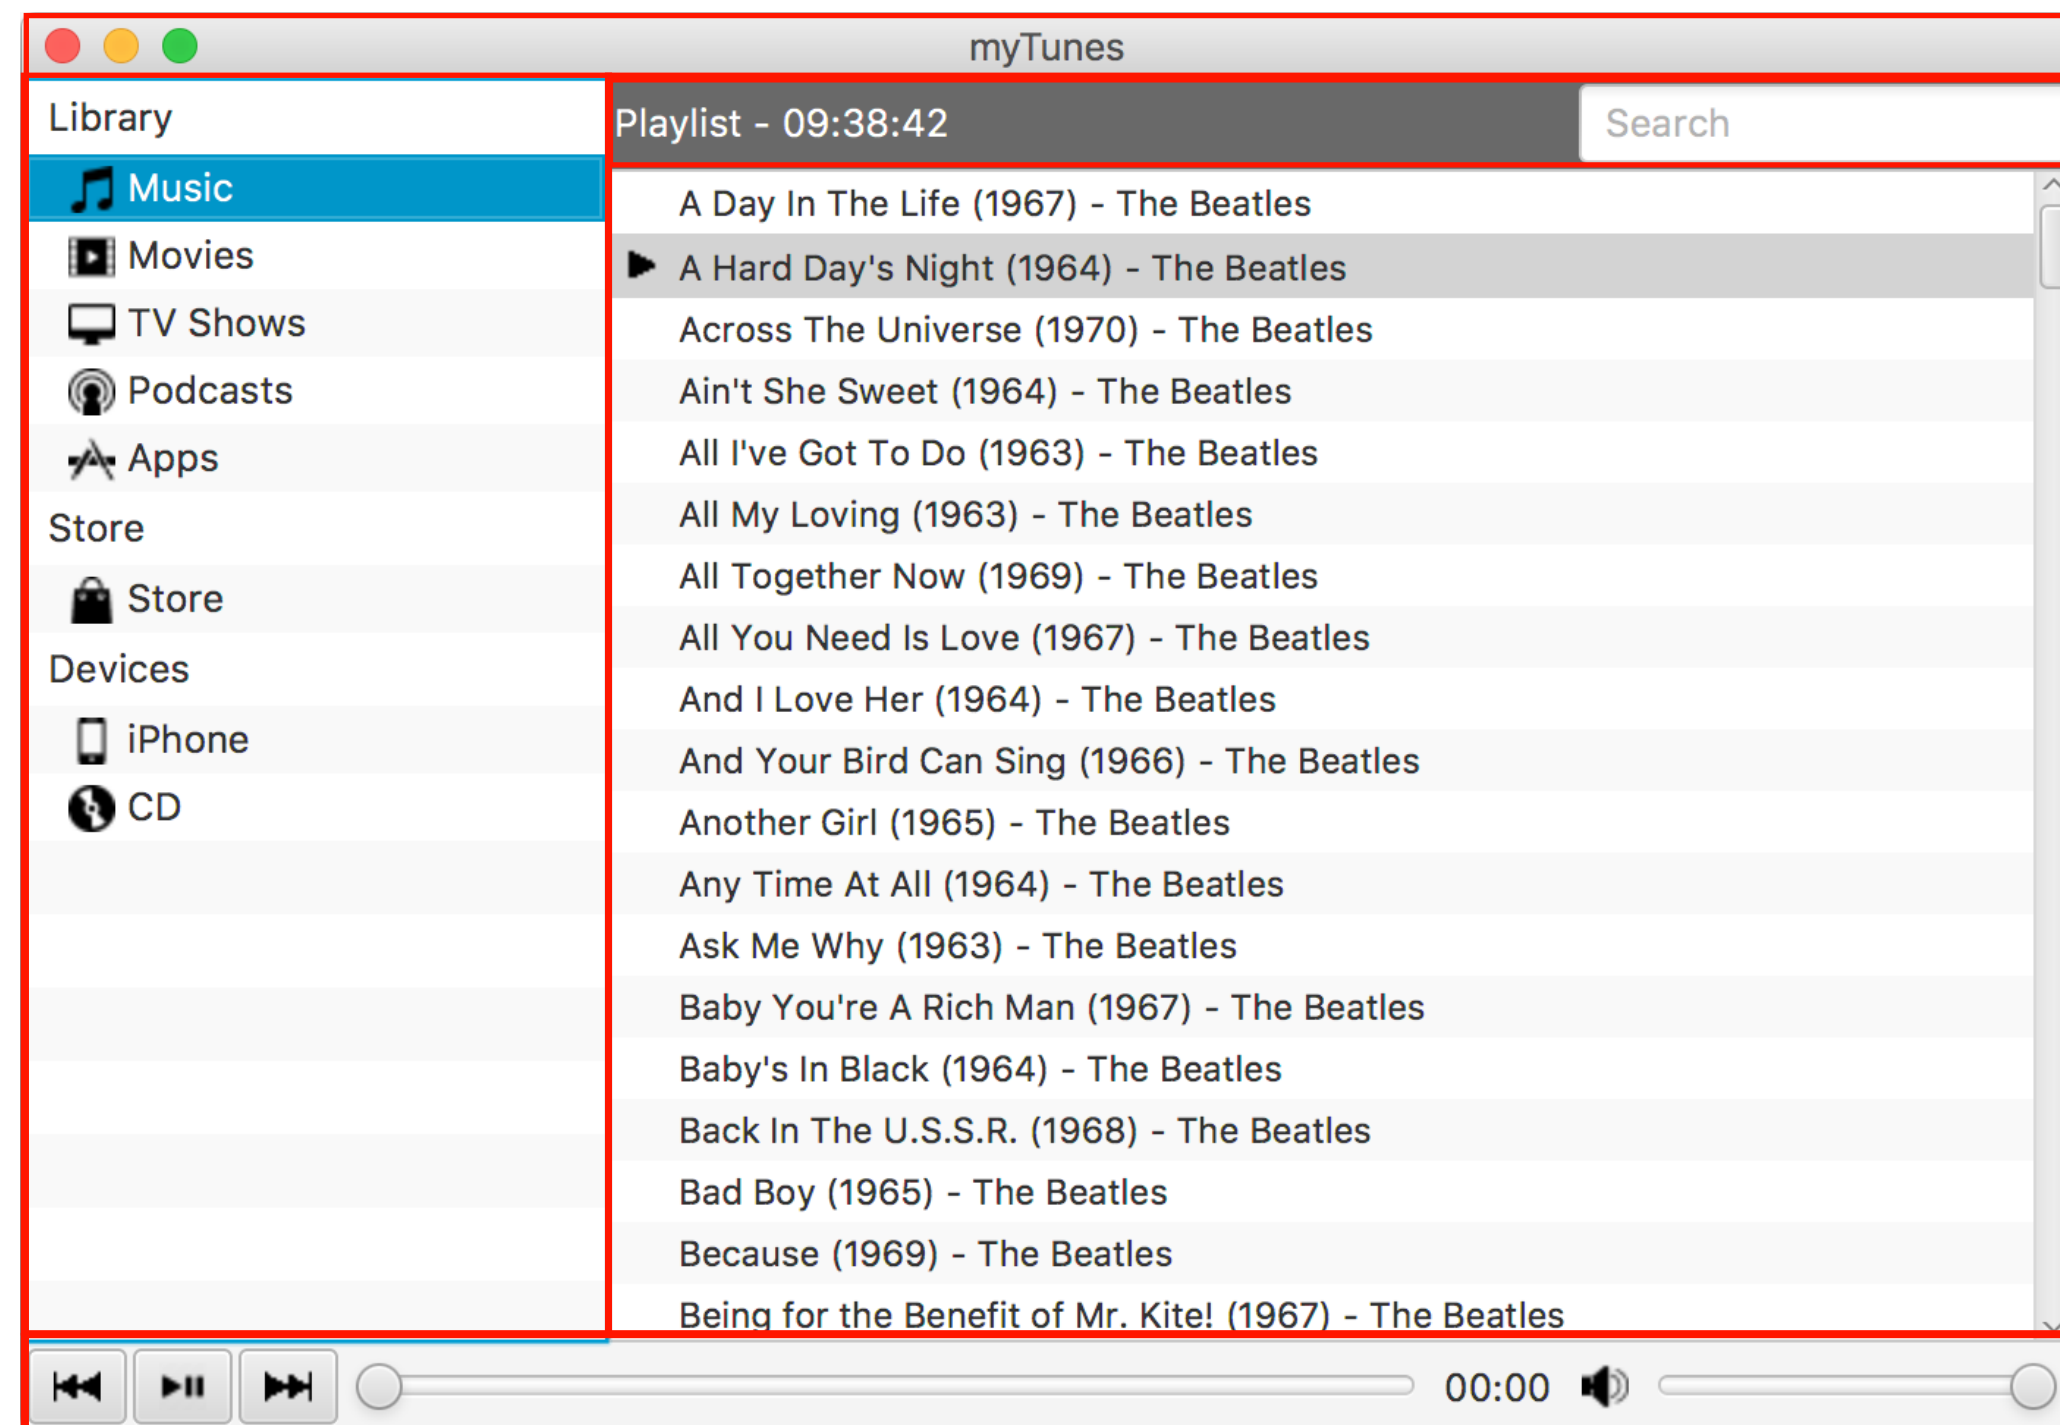 myTunes
Library
Music
Movies
TV Shows
Podcasts
Apps
Store
Store
Devices
iPhone
CD
Playlist - 09:38:42
Search
A Day In The Life (1967) - The Beatles
A Hard Day's Night (1964) - The Beatles
Across The Universe (1970) - The Beatles
Ain't She Sweet (1964) - The Beatles
All I've Got To Do (1963) - The Beatles
All My Loving (1963) - The Beatles
All Together Now (1969) - The Beatles
All You Need Is Love (1967) - The Beatles
And I Love Her (1964) - The Beatles
And Your Bird Can Sing (1966) - The Beatles
Another Girl (1965) - The Beatles
Any Time At All (1964) - The Beatles
Ask Me Why (1963) - The Beatles
Baby You're A Rich Man (1967) - The Beatles
Baby's In Black (1964) - The Beatles
Back In The U.S.S.R. (1968) - The Beatles
Bad Boy (1965) - The Beatles
Because (1969) - The Beatles
Being for the Benefit of Mr. Kite! (1967) - The Beatles
00:00